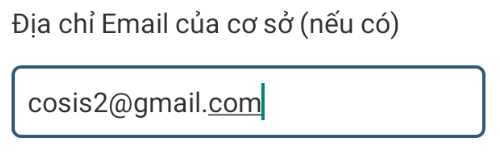 Địa chỉ Email của cơ sở (nếu có)
cosis2@gmail.com